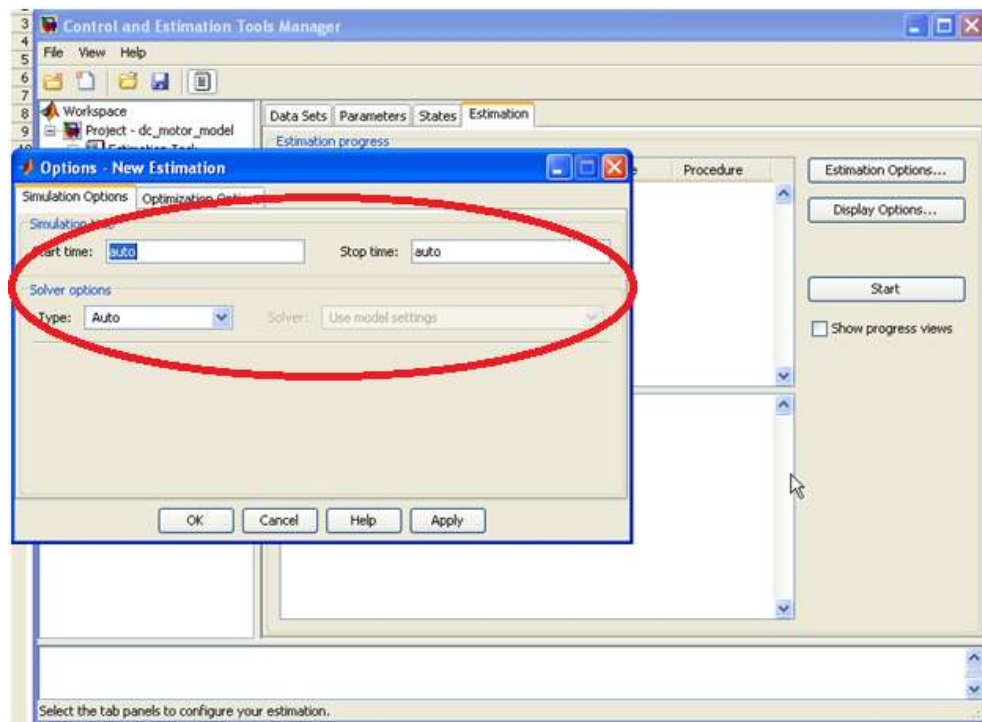 3
4
5
6
7
8
9
Control and Estimation Tools Manager
File View Help
Workspace
Project - dc_motor_model
Data Sets Parameters States Estimation
Estimation progress
Procedure
Estimation Options...
Display Options...
Start
Show progress views
Options - New Estimation
Simulation Options Optimization
Simulation
Start time: auto Stop time: auto
Solver options
Type: Auto Solver: Use model settings
OK Cancel Help Apply
Select the tab panels to configure your estimation.